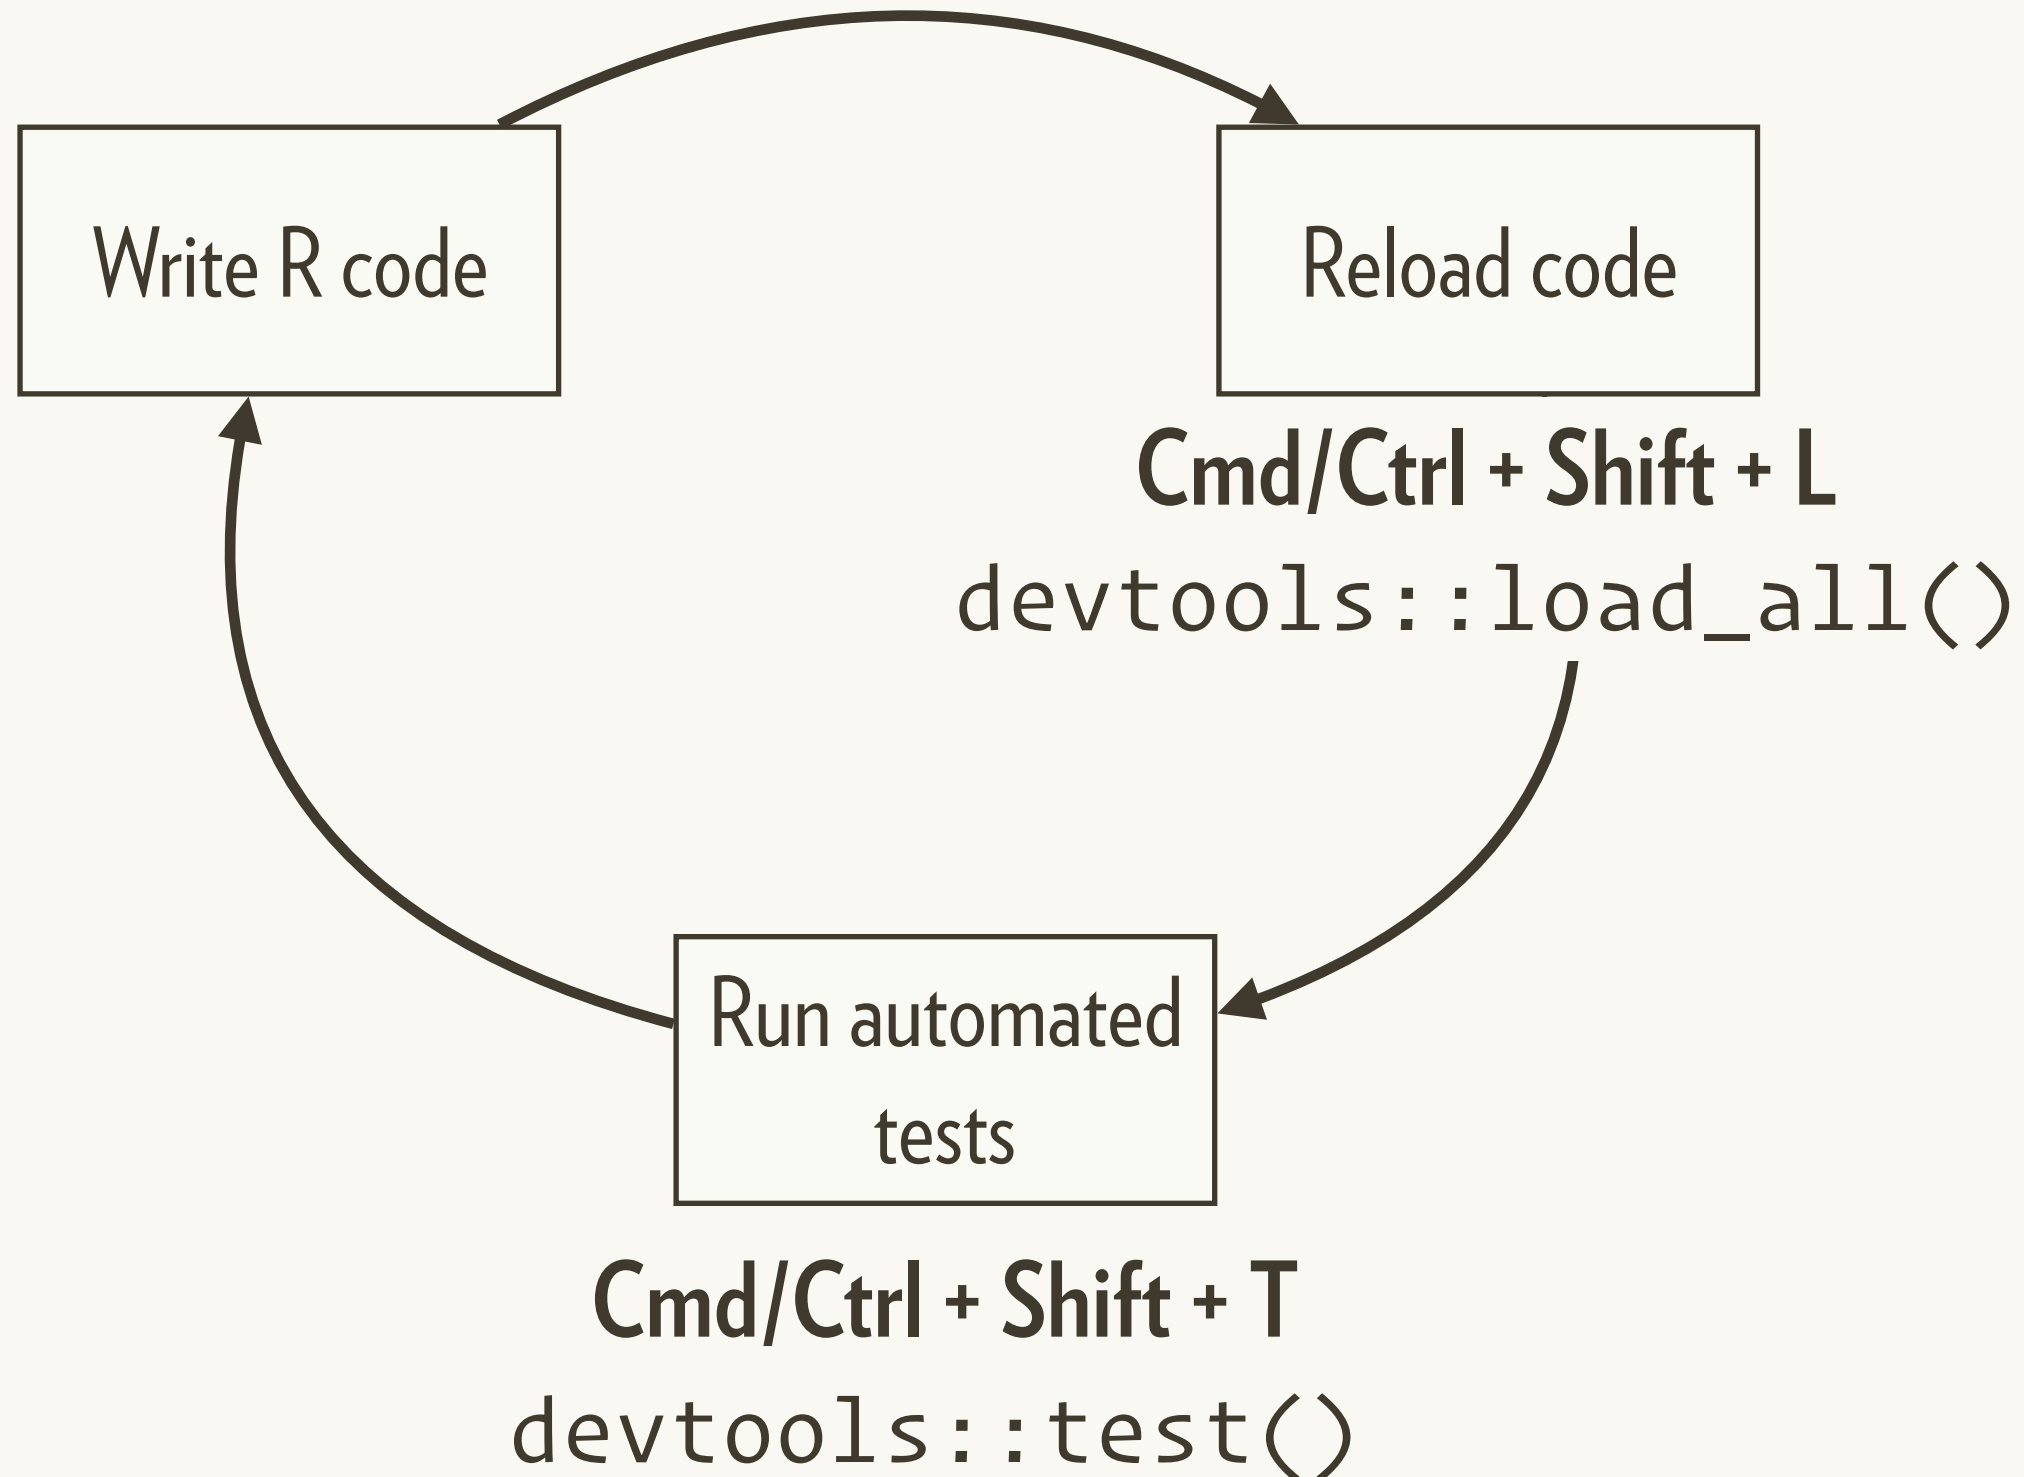 Write R code
Reload code
Cmd/Ctrl + Shift + L
devtools::load_all()
Run automated
tests
Cmd/Ctrl + Shift + T
devtools::test()